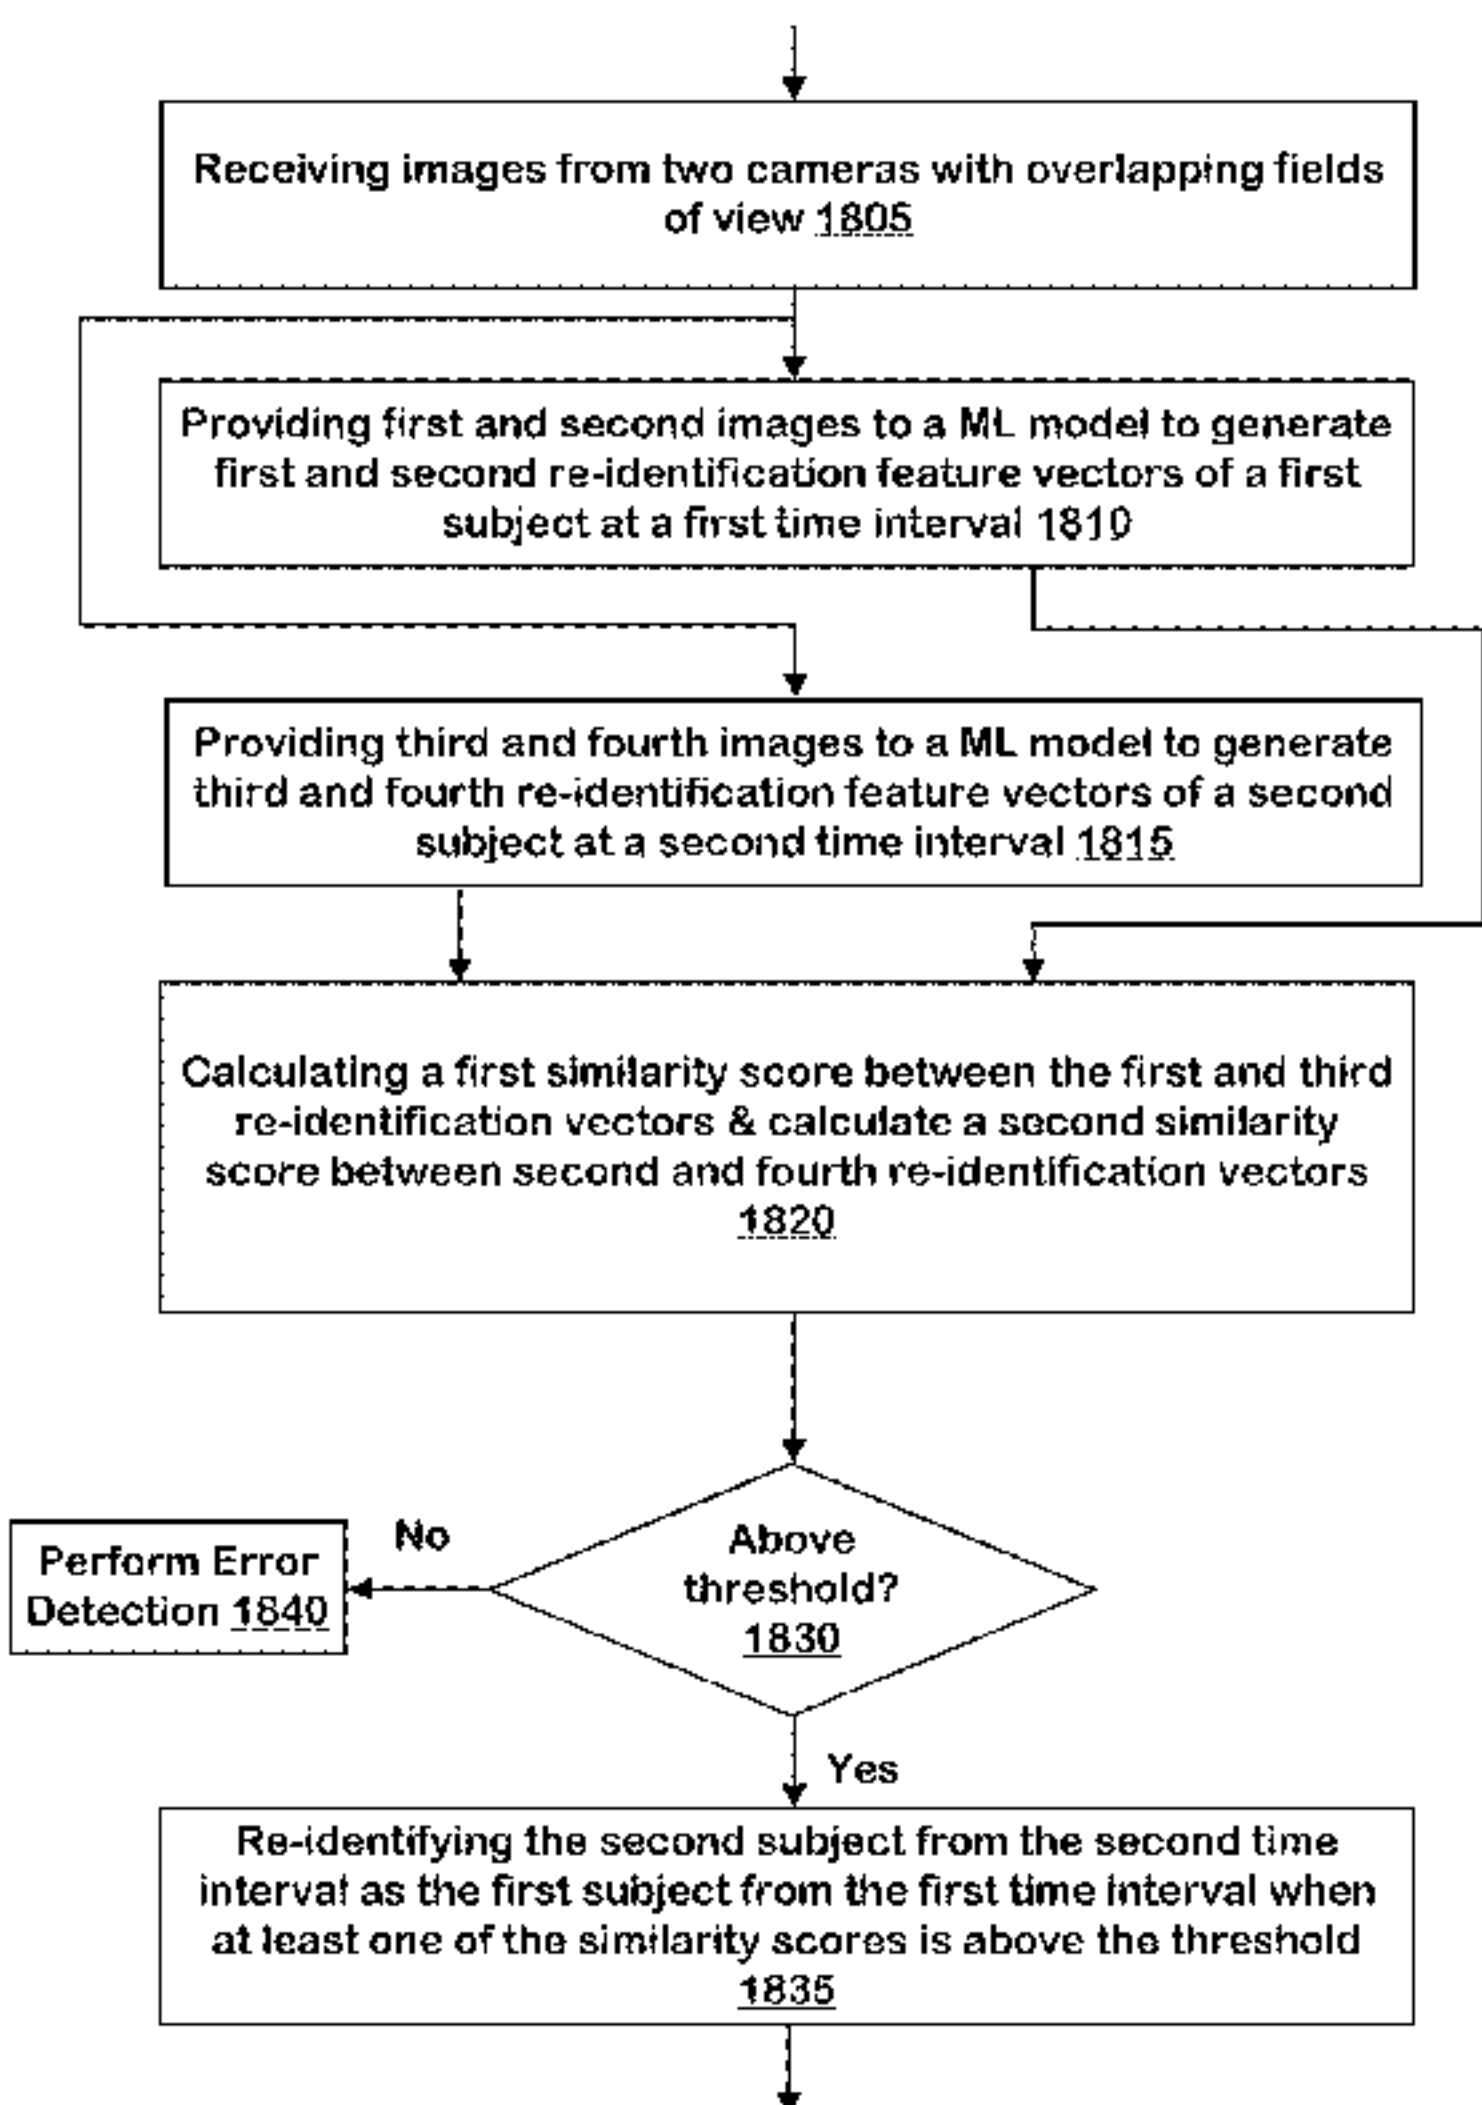 Receiving images from two cameras with overlapping fields
of view 1805
Providing first and second images to a ML model to generate
first and second re-identification feature vectors of a first
subject at a first time interval 1810
Providing third and fourth images to a ML model to generate
third and fourth re-identification feature vectors of a second
subject at a second time interval 1815
Calculating a first similarity score between the first and third
re-identification vectors & calculate a second similarity
score between second and fourth re-identification vectors
1820
Above
threshold?
1830
No
Perform Error
Detection 1840
Yes
Re-identifying the second subject from the second time
interval as the first subject from the first time interval when
at least one of the similarity scores is above the threshold
1835